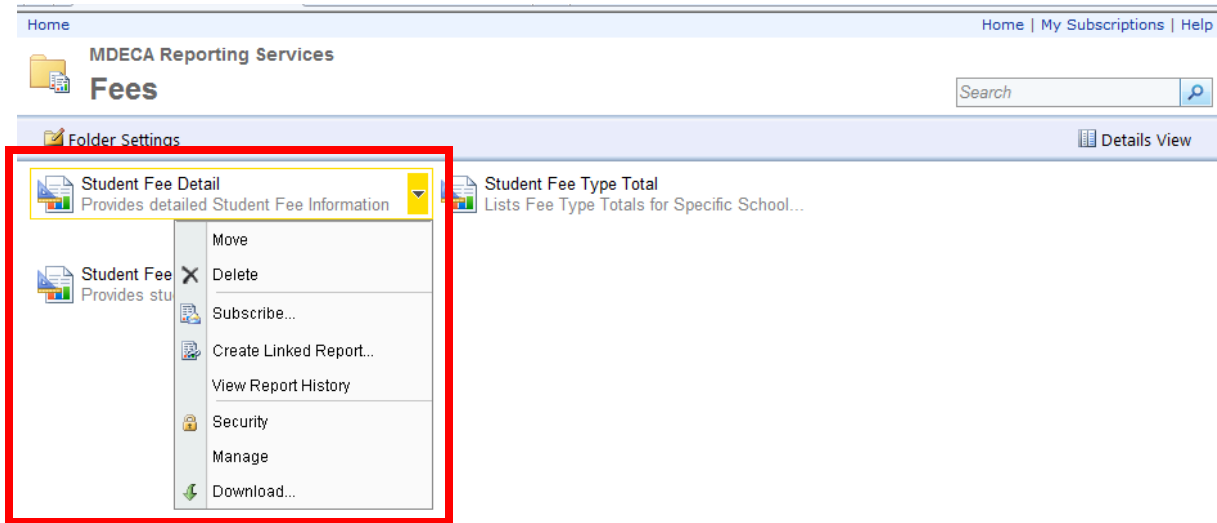 Home
Home | My Subscriptions | Help
MDECA Reporting Services
Fees
Search
Folder Settings
Details View
Student Fee Detail
Provides detailed Student Fee Information
Student Fee Type Total
Lists Fee Type Totals for Specific School...
Student Fee
Provides stu
Move
Delete
Subscribe...
Create Linked Report...
View Report History
Security
Manage
Download...